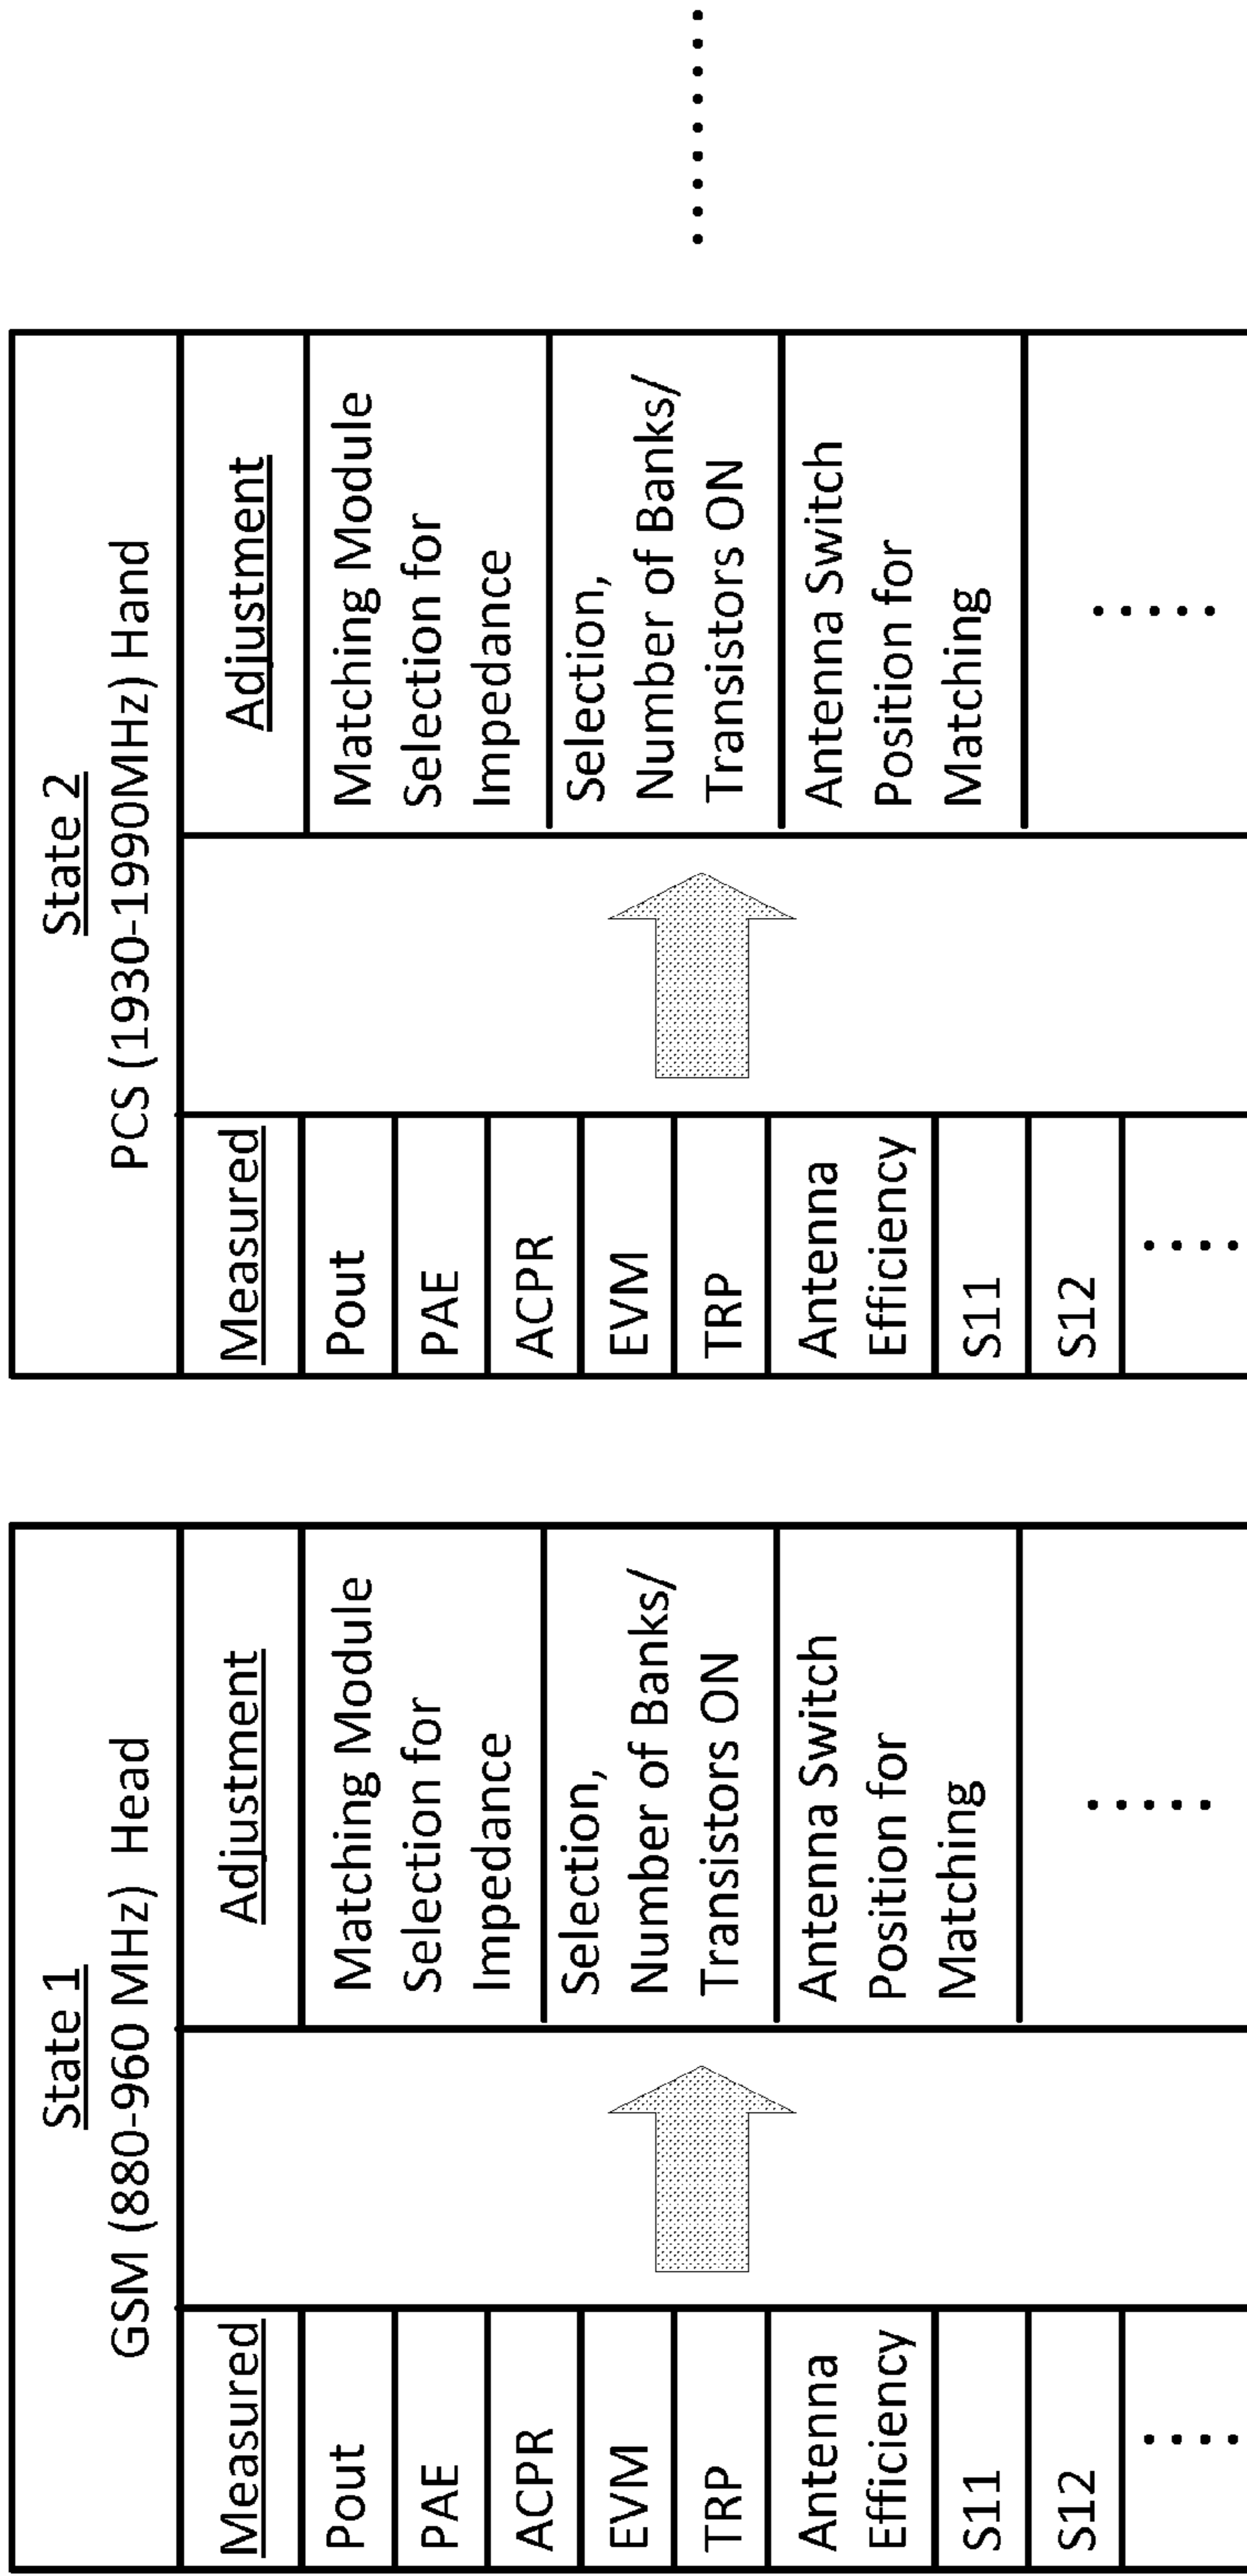 State 1
GSM (880-960 MHz) Head
Measured
Pout
PAE
ACPR
EVM
TRP
Antenna
Efficiency
S11
S12
....
Adjustment
Matching Module
Selection for
Impedance
Selection,
Number of Banks/
Transistors ON
Antenna Switch
Position for
Matching
.....
State 2
PCS (1930-1990MHz) Hand
Measured
Pout
PAE
ACPR
EVM
TRP
Antenna
Efficiency
S11
S12
....
Adjustment
Matching Module
Selection for
Impedance
Selection,
Number of Banks/
Transistors ON
Antenna Switch
Position for
Matching
.....
.........